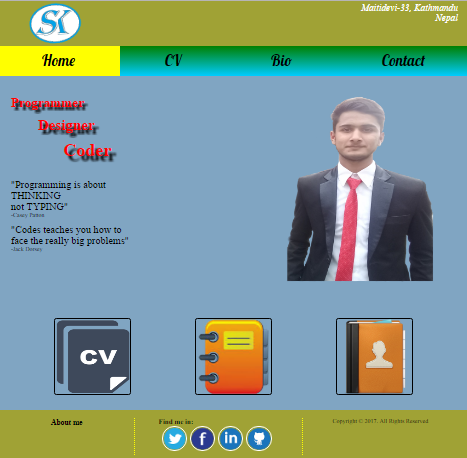 SK
Maitidevi-33, Kathmandu
Nepal
Home CV Bio Contact
Programmer
Designer
Coder
"Programming is about
THINKING
not TYPING"
-Casey Patton
"Codes teaches you how to
face the really big problems"
-Jack Dorsey
CV
About me
Find me in:
Copyright © 2017. All Rights Reserved